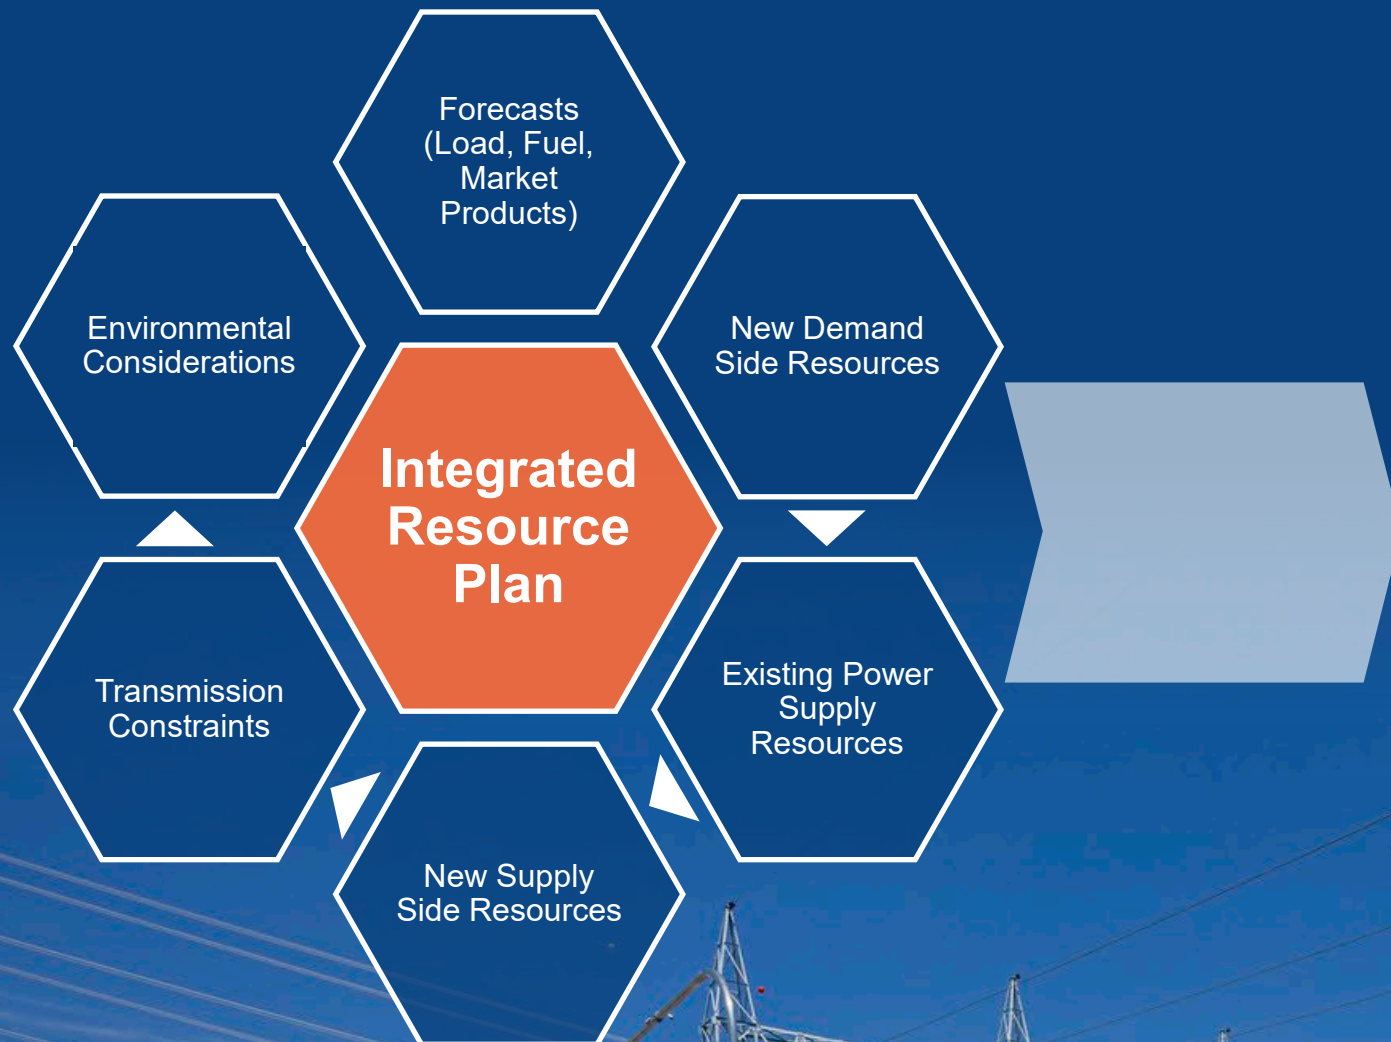 Forecasts
(Load, Fuel,
Market
Products)
Environmental
Considerations
New Demand
Side Resources
Integrated
Resource
Plan
Transmission
Constraints
Existing Power
Supply
Resources
New Supply
Side Resources